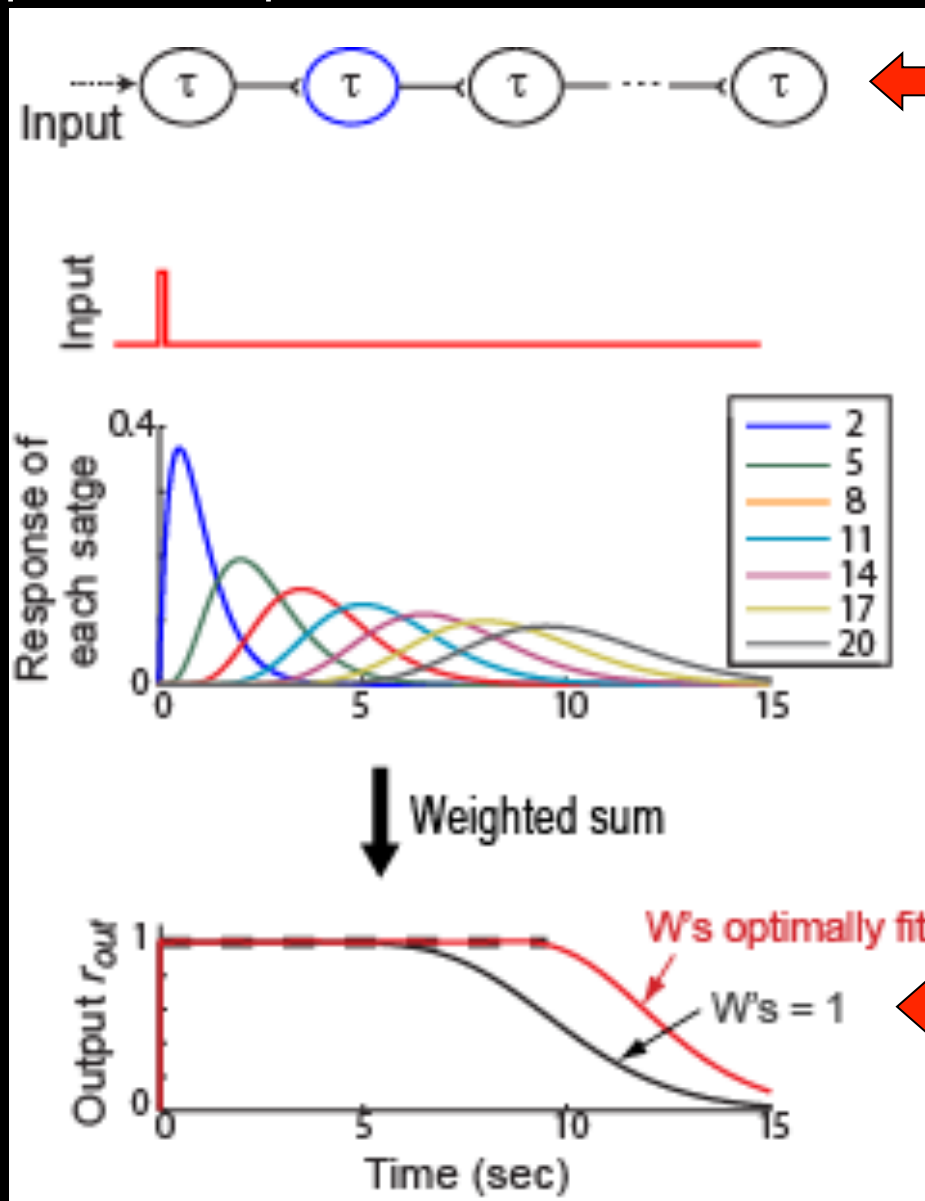 τ τ τ --- τ
Input
Input
Response of
each satge
0.4
0
0 5 10 15
2
5
8
11
14
17
20
Weighted sum
Output rout
1
0
W's optimally fit
W's = 1
0 5 10 15
Time (sec)